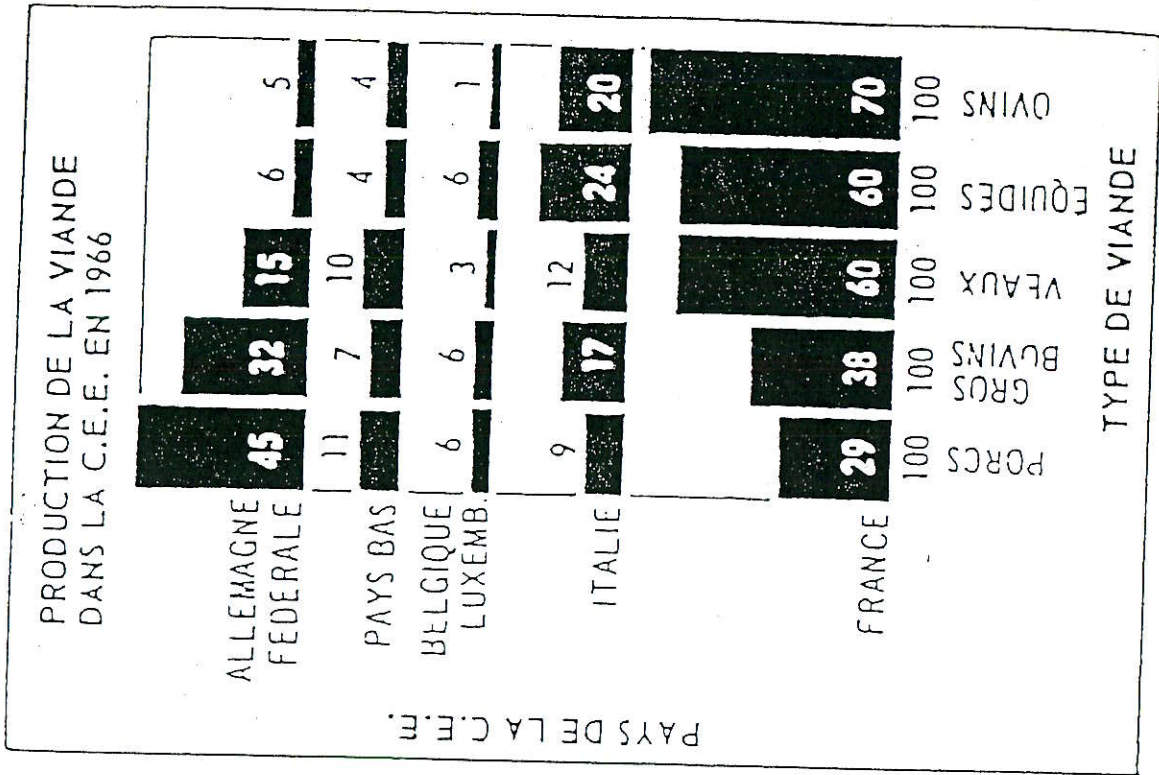 PRODUCTION DE LA VIANDE
DANS LA C.E.E. EN 1966
PAYS DE LA C.E.E.
ALLEMAGNE
FEDERALE
45 32 15 6 5
PAYS BAS
11 7 10 4 4
BELGIQUE
LUXEMB.
6 6 3 6 1
ITALIE
9 17 12 24 20
FRANCE
29 38 60 60 70
100 100 100 100 100
PORCS
GROS
BOVINS
VEAUX
ÉQUIDÉS
OVINS
TYPE DE VIANDE